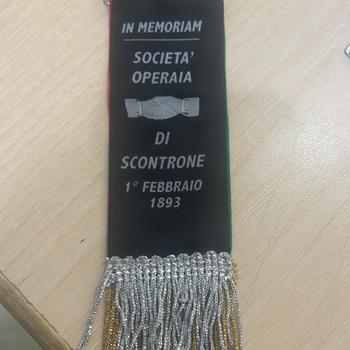 IN MEMORIAM
SOCIETA'
OPERAIA
DI
SCONTRONE
1° FEBBRAIO
1893